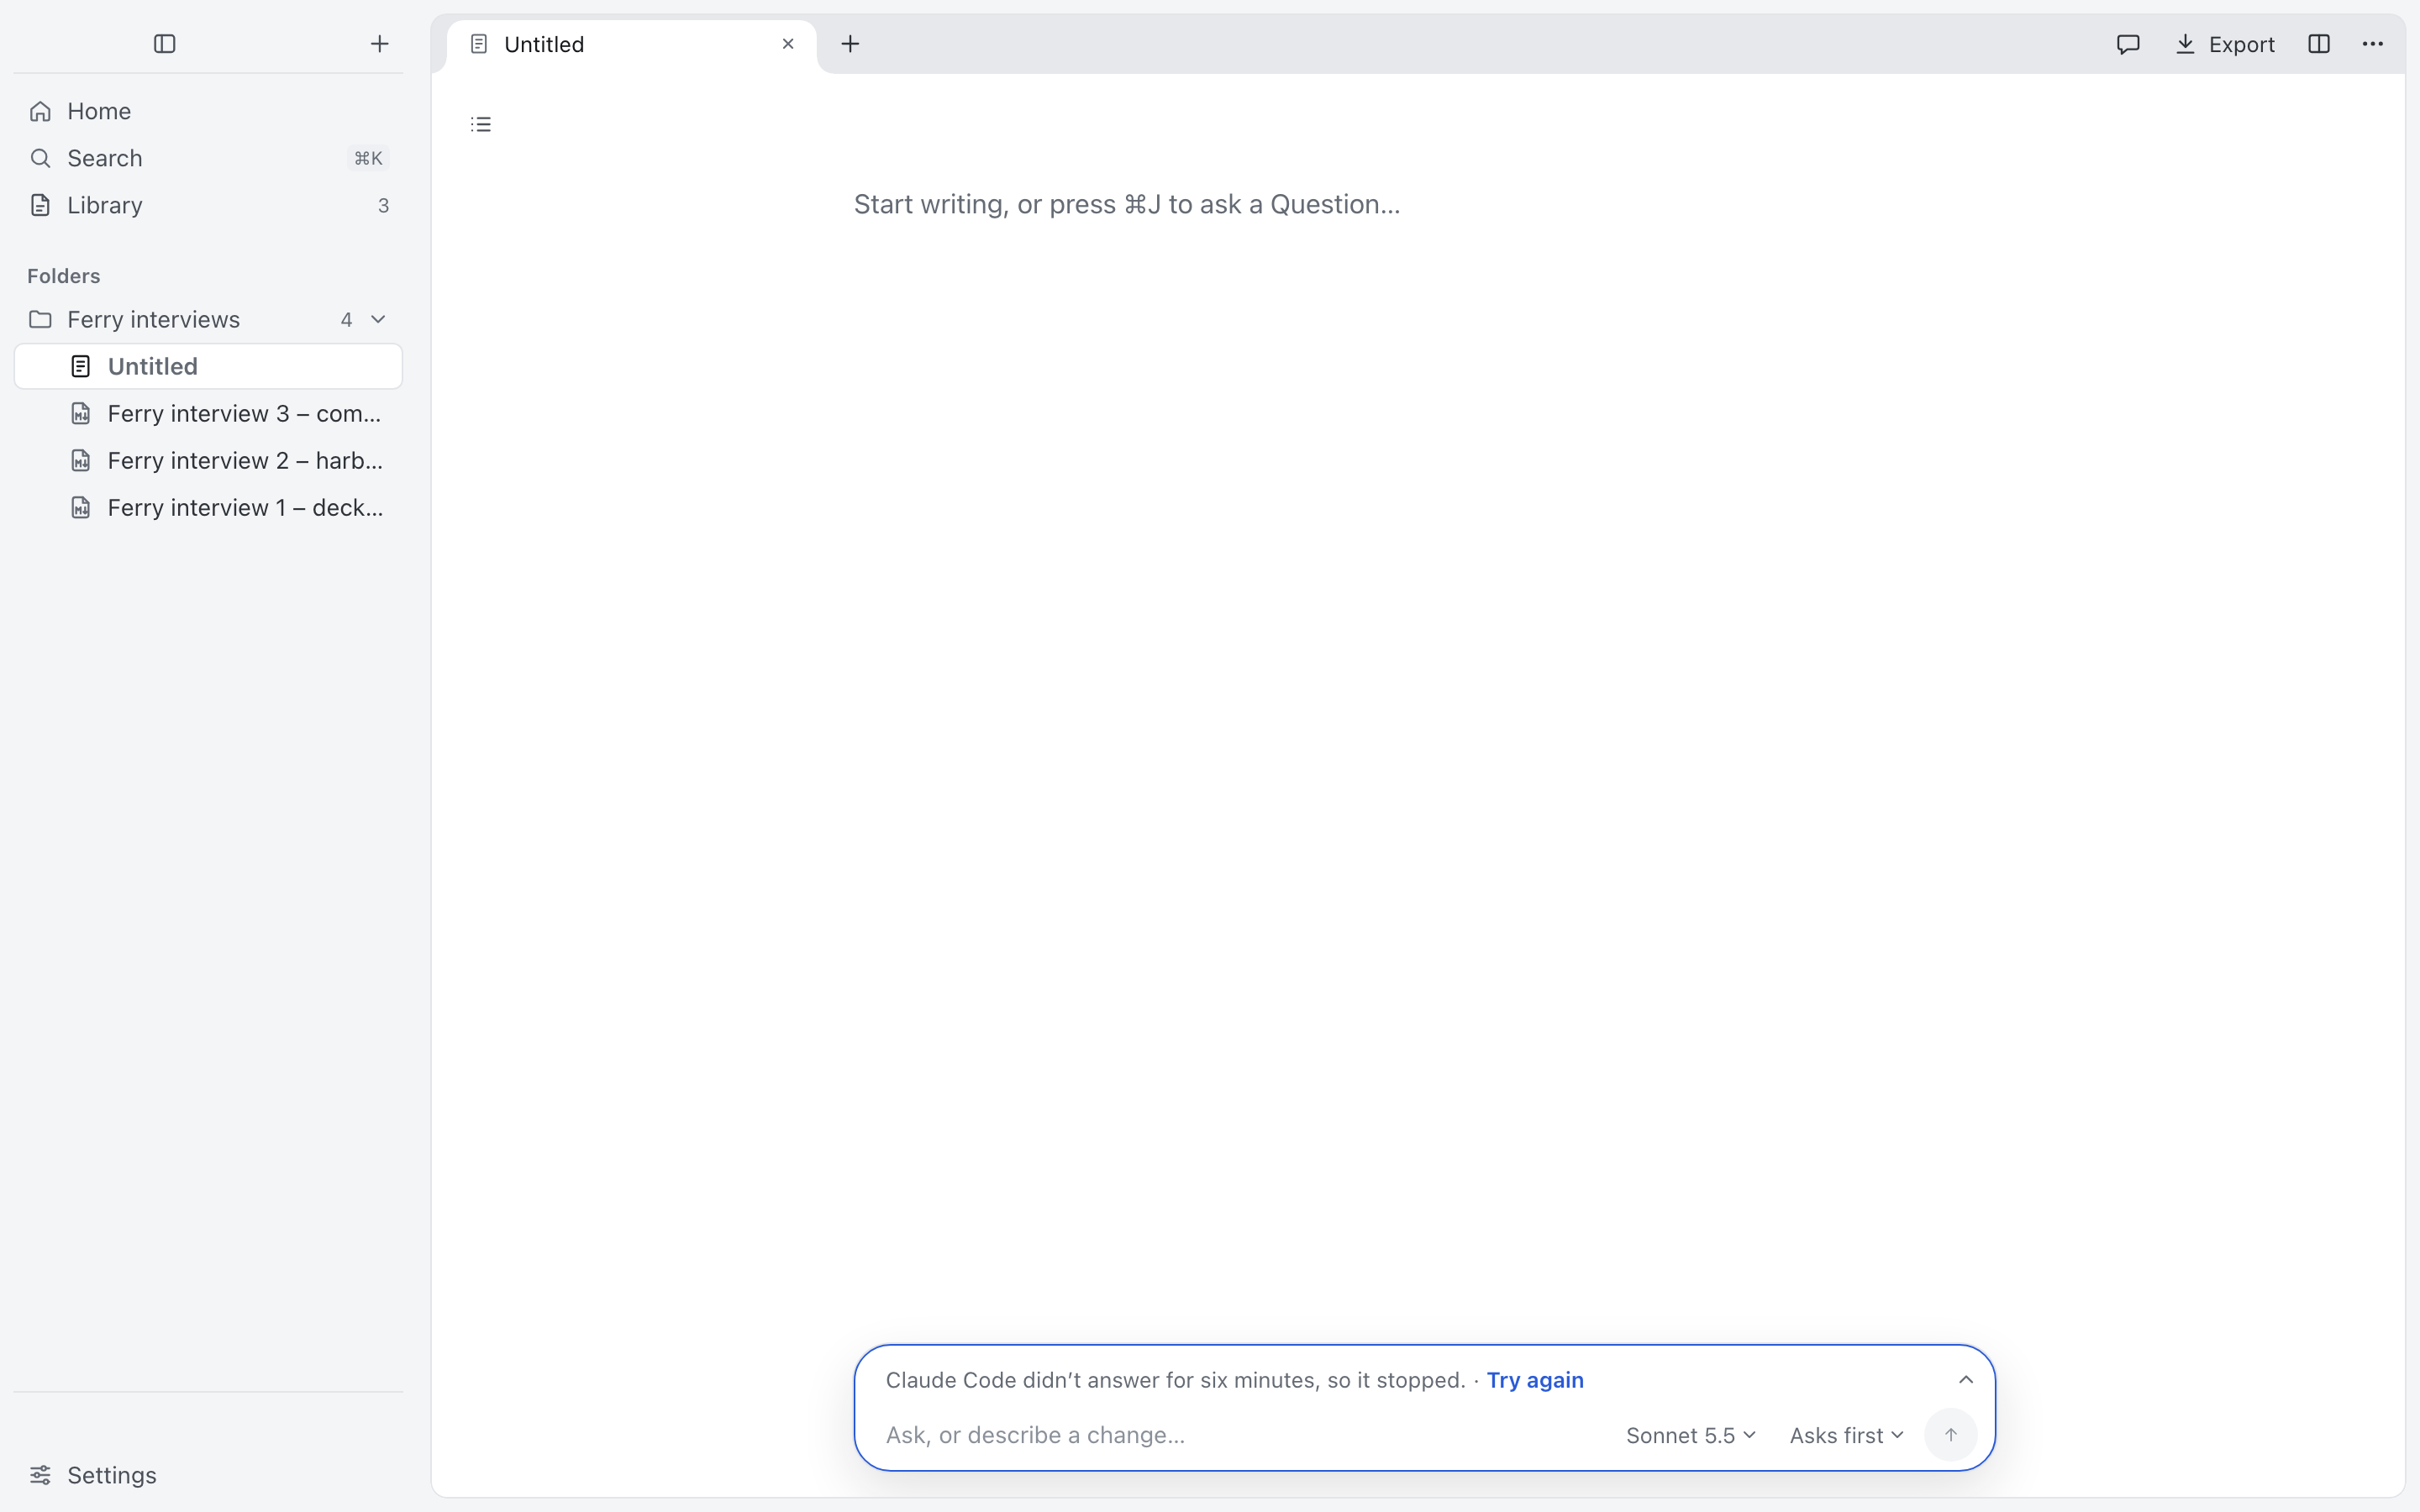 Untitled
Export
Home
Search ⌘K
Library 3
Folders
Ferry interviews 4
Untitled
Ferry interview 3 – com...
Ferry interview 2 – harb...
Ferry interview 1 – deck...
Settings
Start writing, or press ⌘J to ask a Question...
Claude Code didn’t answer for six minutes, so it stopped. · Try again
Ask, or describe a change...
Sonnet 5.5 Asks first